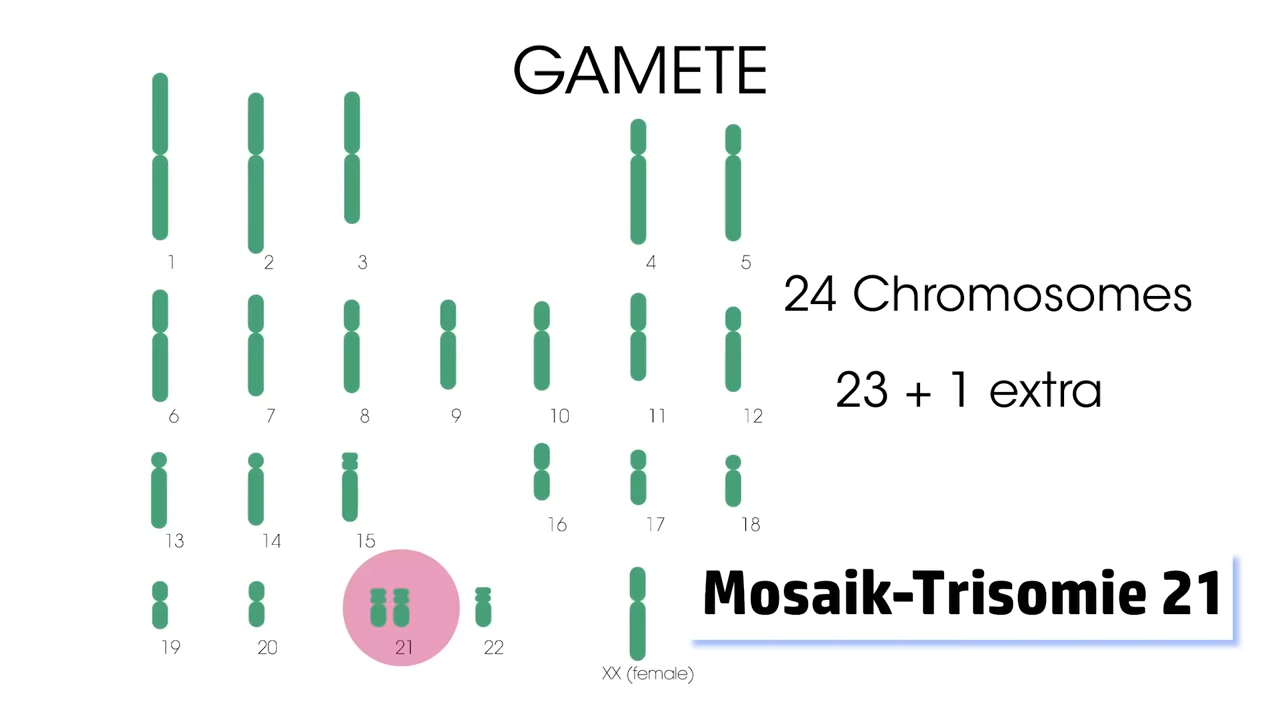 GAMETE
1 2 3 4 5
24 Chromosomes
6 7 8 9 10 11 12
23 + 1 extra
13 14 15 16 17 18
19 20 21 22
XX (female)
Mosaik-Trisomie 21